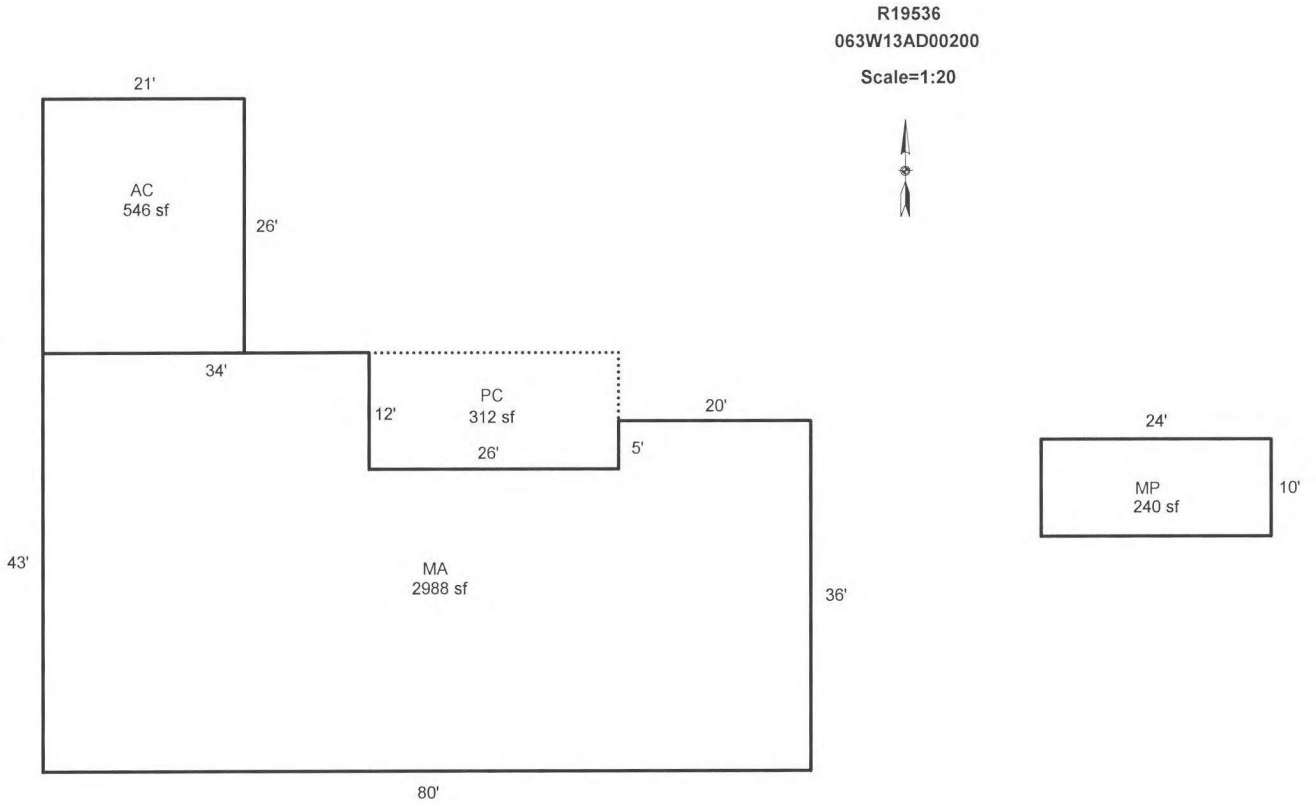 R19536
063W13AD00200
Scale=1:20
21'
AC
546 sf
26'
34'
12'
PC
312 sf
26'
20'
5'
24'
MP
240 sf
10'
43'
MA
2988 sf
36'
80'